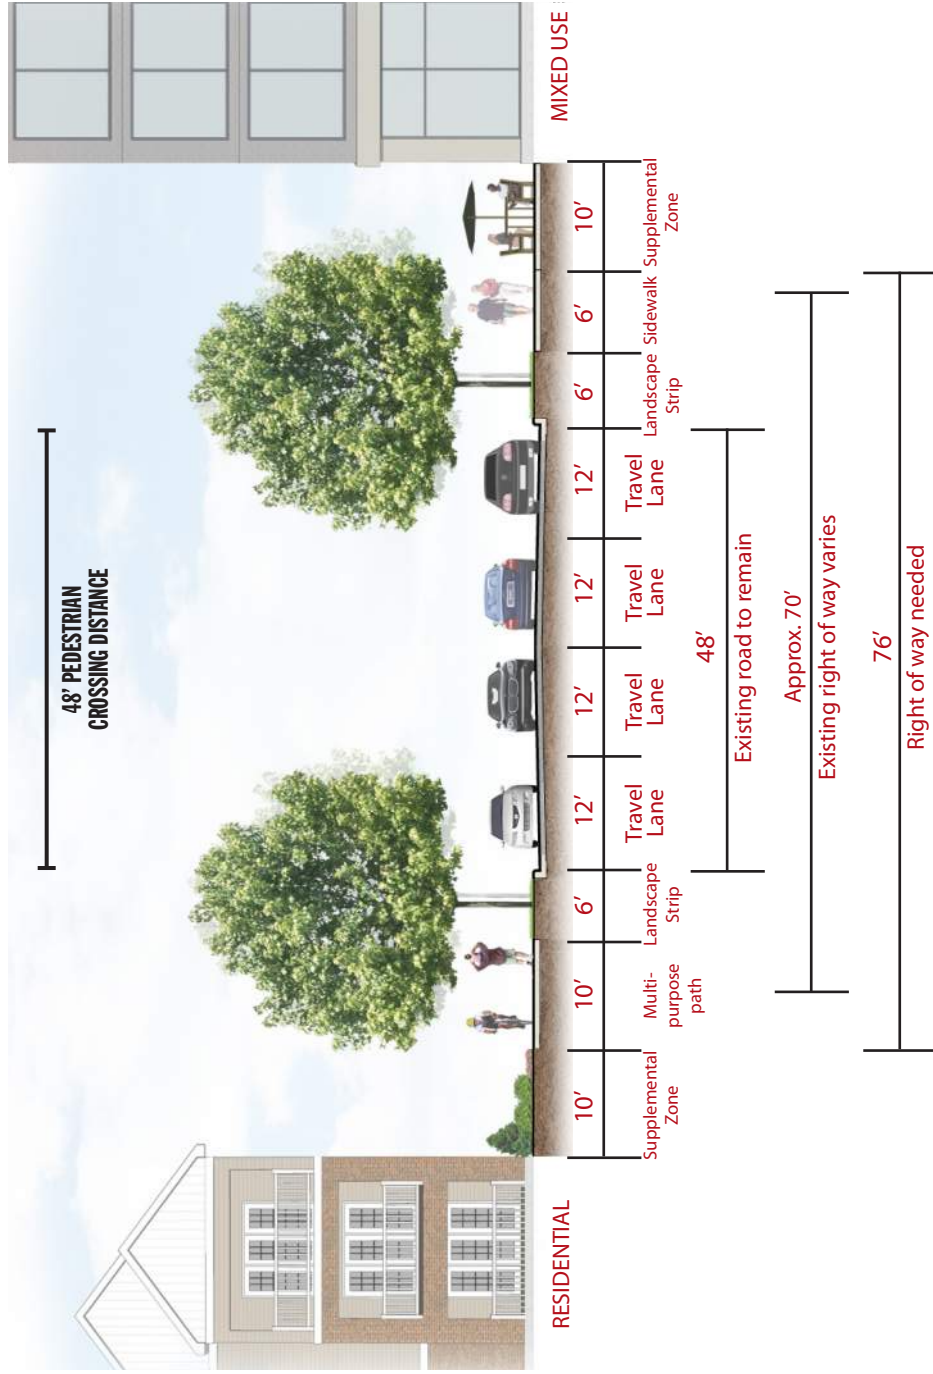 48’ PEDESTRIAN
CROSSING DISTANCE
RESIDENTIAL
MIXED USE
10’
10’
6’
12’
12’
12’
12’
6’
6’
10’
Supplemental
Zone
Multi-
purpose
path
Landscape
Strip
Travel
Lane
Travel
Lane
Travel
Lane
Travel
Lane
Landscape
Strip
Sidewalk
Supplemental
Zone
48’
Existing road to remain
Approx. 70’
Existing right of way varies
76’
Right of way needed